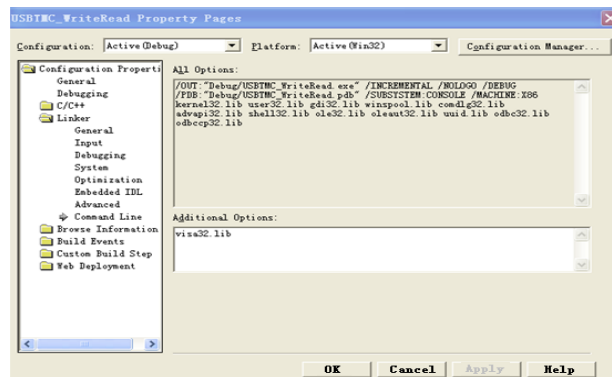 USBTMC_WriteRead Property Pages
Configuration: Active(Debug) Platform: Active(Win32) Configuration Manager...
Configuration Properti
General
Debugging
C/C++
Linker
General
Input
Debugging
System
Optimization
Embedded IDL
Advanced
Command Line
Browse Information
Build Events
Custom Build Step
Web Deployment
All Options:
/OUT:"Debug/USBTMC_WriteRead.exe" /INCREMENTAL /NOLOGO /DEBUG
/PDB:"Debug/USBTMC_WriteRead.pdb" /SUBSYSTEM:CONSOLE /MACHINE:X86
kernel32.lib user32.lib gdi32.lib winspool.lib comdlg32.lib
advapi32.lib shell32.lib ole32.lib oleaut32.lib uuid.lib odbc32.lib
odbccp32.lib
Additional Options:
visa32.lib
OK Cancel Apply Help